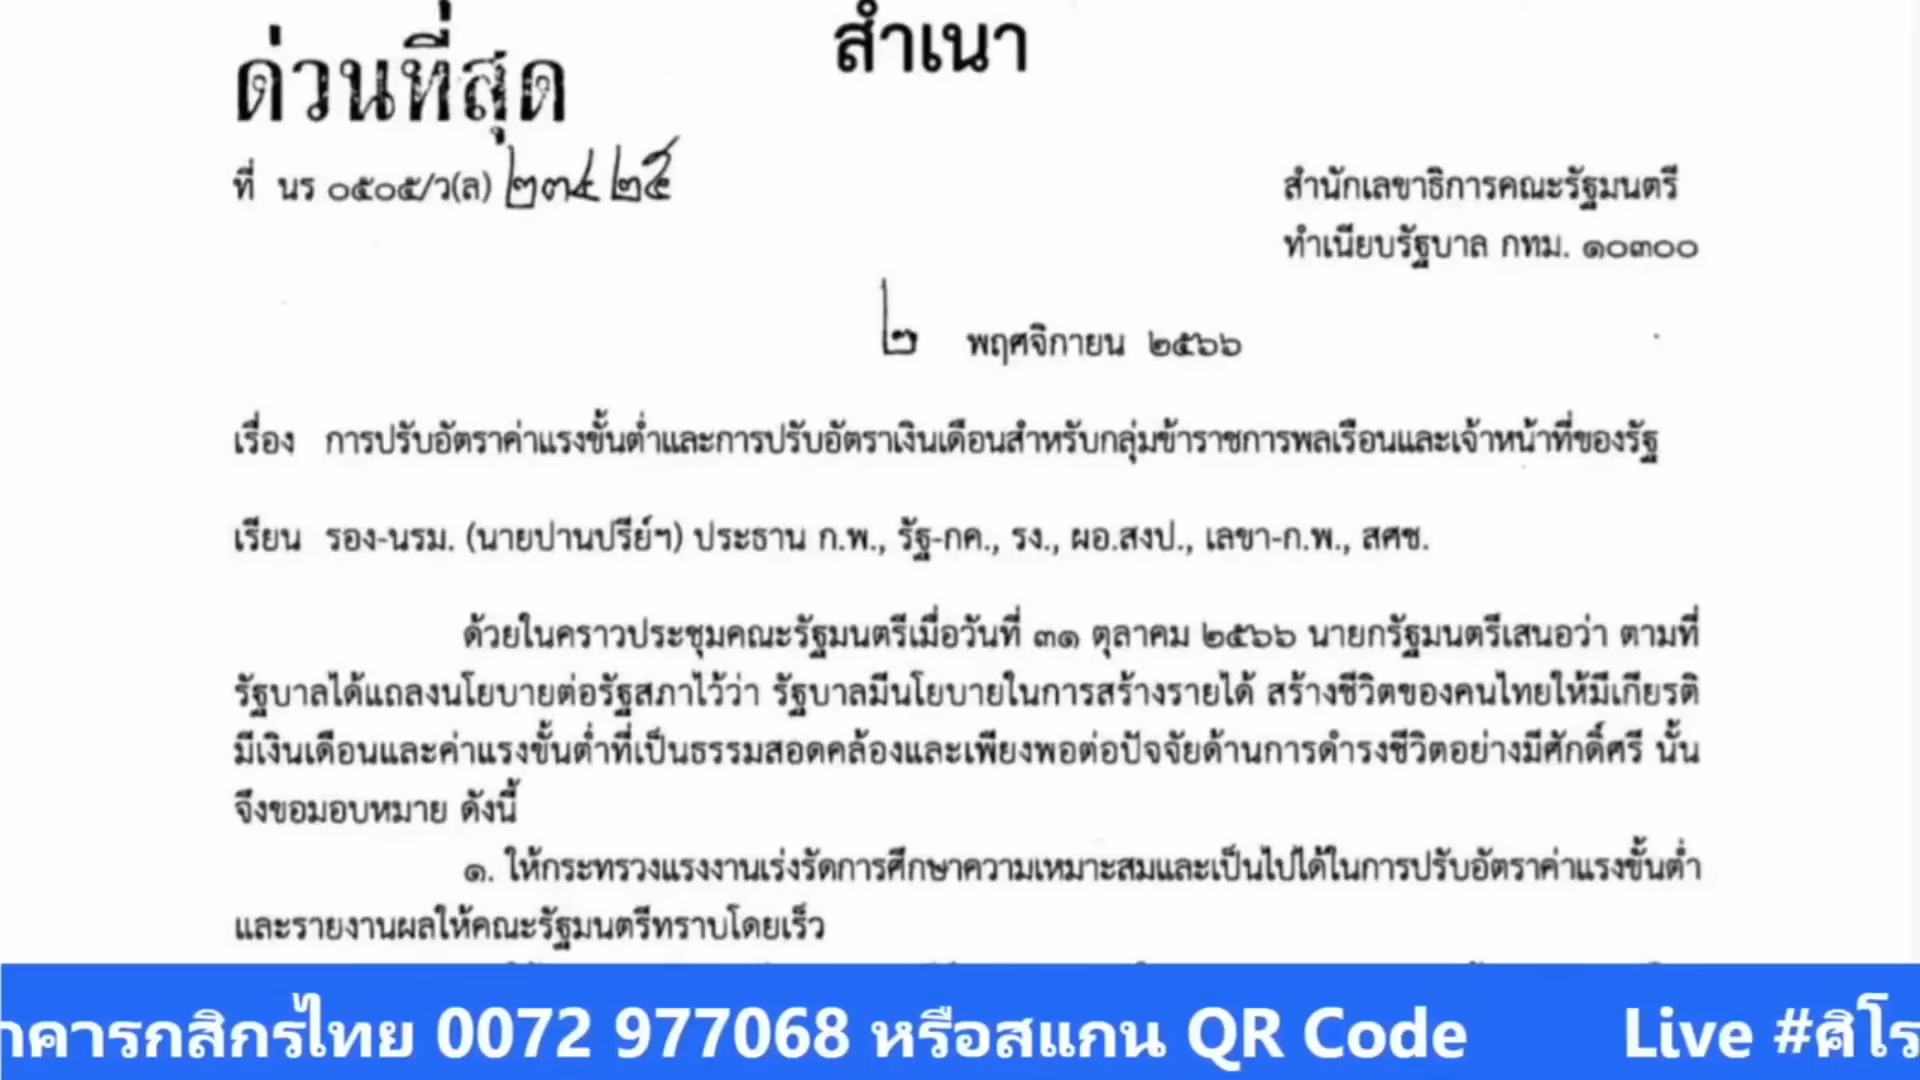 สำเนา
ด่วนที่สุด
ที่ นร ๐๕๐๕/ว(ล) ๒๓๔๒๕
สำนักเลขาธิการคณะรัฐมนตรี
ทำเนียบรัฐบาล กทม. ๑๐๓๐๐
๒ พฤศจิกายน ๒๕๖๖
เรื่อง การปรับอัตราค่าแรงขั้นต่ำและการปรับอัตราเงินเดือนสำหรับกลุ่มข้าราชการพลเรือนและเจ้าหน้าที่ของรัฐ
เรียน รอง-นรม. (นายปานปรีย์ฯ) ประธาน ก.พ., รัฐ-กค., รง., ผอ.สงป., เลขา-ก.พ., สศช.
ด้วยในคราวประชุมคณะรัฐมนตรีเมื่อวันที่ ๓๑ ตุลาคม ๒๕๖๖ นายกรัฐมนตรีเสนอว่า ตามที่
รัฐบาลได้แถลงนโยบายต่อรัฐสภาไว้ว่า รัฐบาลมีนโยบายในการสร้างรายได้ สร้างชีวิตของคนไทยให้มีเกียรติ
มีเงินเดือนและค่าแรงขั้นต่ำที่เป็นธรรมสอดคล้องและเพียงพอต่อปัจจัยด้านการดำรงชีวิตอย่างมีศักดิ์ศรี นั้น
จึงขอมอบหมาย ดังนี้
๑. ให้กระทรวงแรงงานเร่งรัดการศึกษาความเหมาะสมและเป็นไปได้ในการปรับอัตราค่าแรงขั้นต่ำ
และรายงานผลให้คณะรัฐมนตรีทราบโดยเร็ว
าคารกสิกรไทย 0072 977068 หรือสแกน QR Code Live #ศิโร